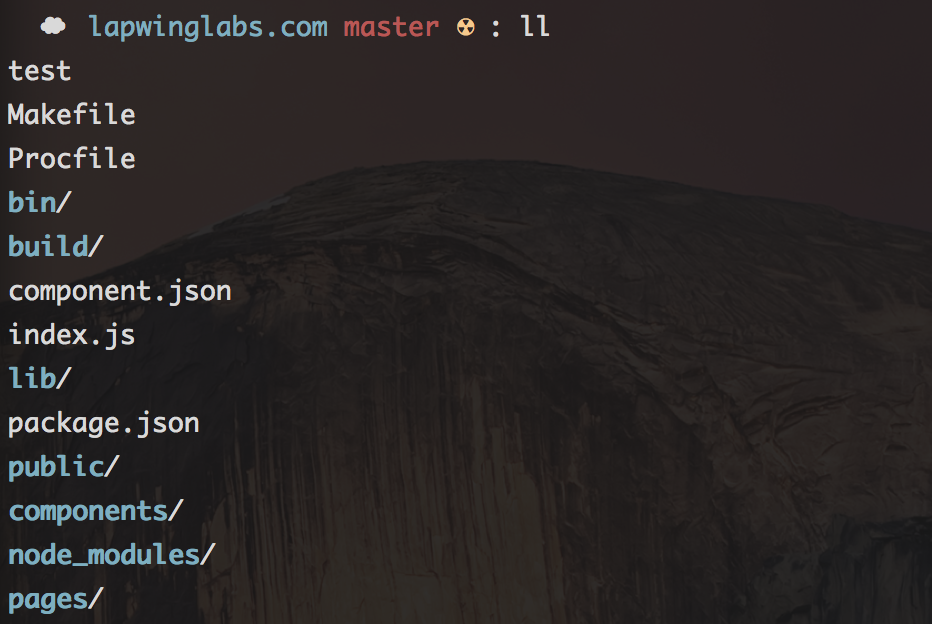 lapwinglabs.com master ☢ : ll
test
Makefile
Procfile
bin/
build/
component.json
index.js
lib/
package.json
public/
components/
node_modules/
pages/